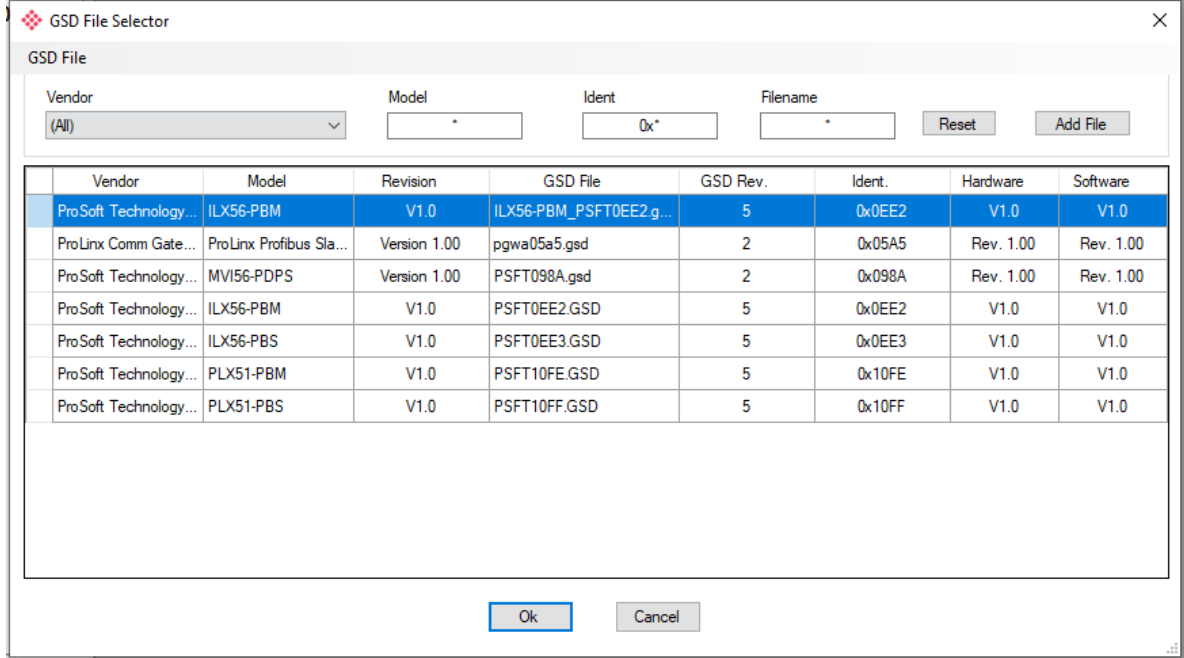 GSD File Selector
GSD File
Vendor Model Ident Filename
(All) * 0x* * Reset Add File
Vendor Model Revision GSD File GSD Rev. Ident. Hardware Software
ProSoft Technology... ILX56-PBM V1.0 ILX56-PBM_PSFT0EE2.g... 5 0x0EE2 V1.0 V1.0
ProLinx Comm Gate... ProLinx Profibus Sla... Version 1.00 pgwa05a5.gsd 2 0x05A5 Rev. 1.00 Rev. 1.00
ProSoft Technology... MVI56-PDPS Version 1.00 PSFT098A.gsd 2 0x098A Rev. 1.00 Rev. 1.00
ProSoft Technology... ILX56-PBM V1.0 PSFT0EE2.GSD 5 0x0EE2 V1.0 V1.0
ProSoft Technology... ILX56-PBS V1.0 PSFT0EE3.GSD 5 0x0EE3 V1.0 V1.0
ProSoft Technology... PLX51-PBM V1.0 PSFT10FE.GSD 5 0x10FE V1.0 V1.0
ProSoft Technology... PLX51-PBS V1.0 PSFT10FF.GSD 5 0x10FF V1.0 V1.0
Ok Cancel